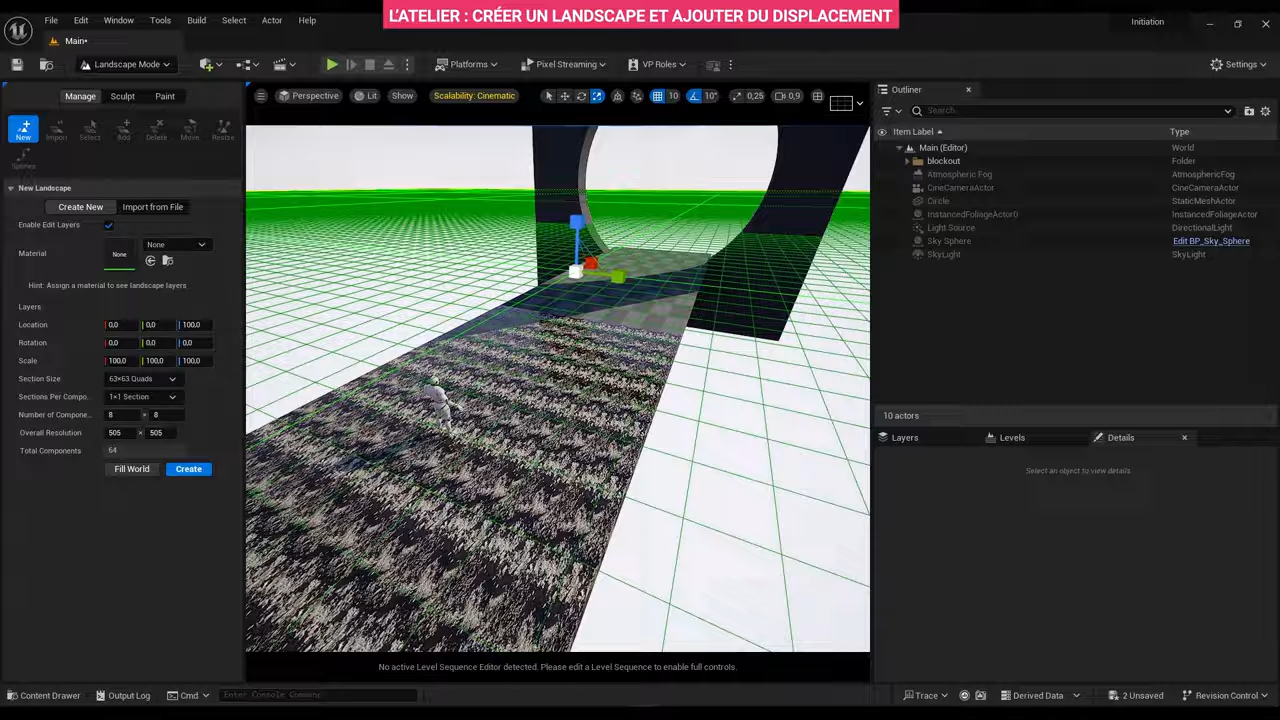 L'ATELIER : CRÉER UN LANDSCAPE ET AJOUTER DU DISPLACEMENT
File Edit Window Tools Build Select Actor Help
Initiation
Main*
Landscape Mode
Platforms
Pixel Streaming
VP Roles
Settings
Manage Sculpt Paint
Perspective Lit Show Scalability: Cinematic 10 10° 0,25 0,9
Outliner
Search...
New Import Select Add Delete Move Resize
Splines
Item Label Type
Main (Editor) World
blockout Folder
Atmospheric Fog AtmosphericFog
CineCameraActor CineCameraActor
Circle StaticMeshActor
InstancedFoliageActor0 InstancedFoliageActor
Light Source DirectionalLight
Sky Sphere Edit BP_Sky_Sphere
SkyLight SkyLight
New Landscape
Create New Import from File
Enable Edit Layers
Material None None
Hint: Assign a material to see landscape layers
Layers
Location 0,0 0,0 100,0
Rotation 0,0 0,0 0,0
Scale 100,0 100,0 100,0
Section Size 63×63 Quads
Sections Per Compo... 1×1 Section
Number of Compone... 8 × 8
Overall Resolution 505 × 505
Total Components 64
Fill World Create
10 actors
Layers Levels Details
Select an object to view details.
No active Level Sequence Editor detected. Please edit a Level Sequence to enable full controls.
Content Drawer Output Log Cmd Enter Console Command
Trace Derived Data 2 Unsaved Revision Control